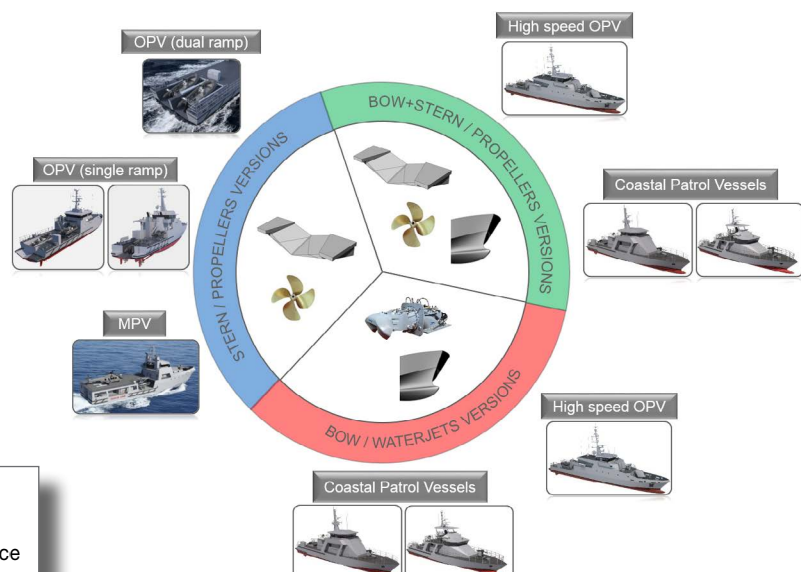 OPV (dual ramp)
High speed OPV
BOW+STERN / PROPELLERS VERSIONS
OPV (single ramp)
Coastal Patrol Vessels
STERN / PROPELLERS VERSIONS
MPV
BOW / WATERJETS VERSIONS
High speed OPV
Coastal Patrol Vessels
ce